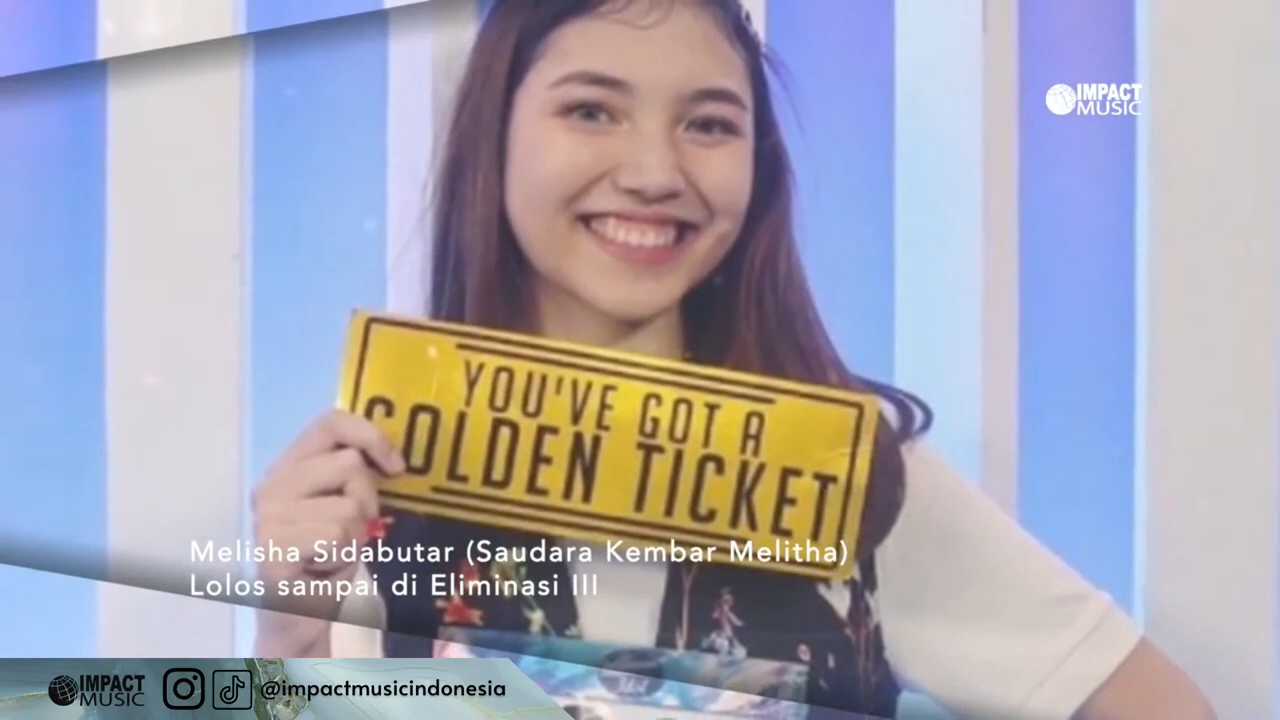 IMPACT
MUSIC
YOU'VE GOT A
GOLDEN TICKET
Melisha Sidabutar (Saudara Kembar Melitha)
Lolos sampai di Eliminasi III
IMPACT
MUSIC
@impactmusicindonesia